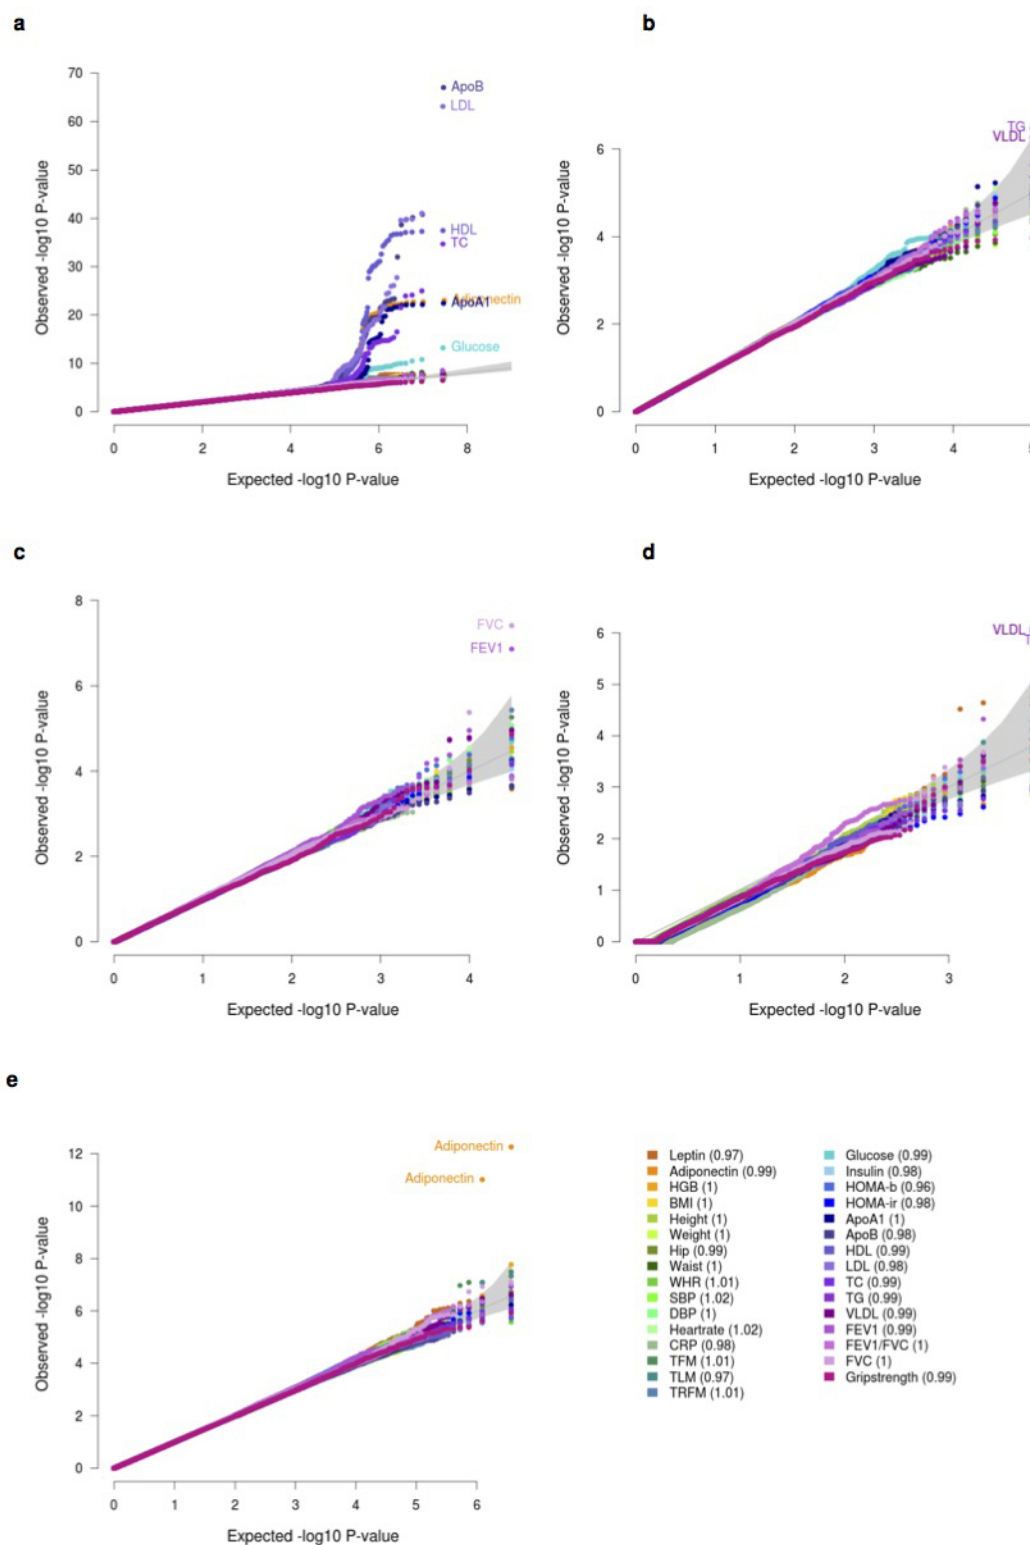 a
70
60
50
40
30
20
10
0
Observed -log10 P-value
0 2 4 6 8
Expected -log10 P-value
ApoB
LDL
HDL
TC
Adiponectin
ApoA1
Glucose
b
6
4
2
0
Observed -log10 P-value
0 1 2 3 4 5
Expected -log10 P-value
TG
VLDL
c
8
6
4
2
0
Observed -log10 P-value
0 1 2 3 4
Expected -log10 P-value
FVC
FEV1
d
6
5
4
3
2
1
0
Observed -log10 P-value
0 1 2 3
Expected -log10 P-value
VLDL
e
12
10
8
6
4
2
0
Observed -log10 P-value
0 1 2 3 4 5 6
Expected -log10 P-value
Adiponectin
Adiponectin
Leptin (0.97)
Adiponectin (0.99)
HGB (1)
BMI (1)
Height (1)
Weight (1)
Hip (0.99)
Waist (1)
WHR (1.01)
SBP (1.02)
DBP (1)
Heartrate (1.02)
CRP (0.98)
TFM (1.01)
TLM (0.97)
TRFM (1.01)
Glucose (0.99)
Insulin (0.98)
HOMA-b (0.96)
HOMA-ir (0.98)
ApoA1 (1)
ApoB (0.98)
HDL (0.99)
LDL (0.98)
TC (0.99)
TG (0.99)
VLDL (0.99)
FEV1 (0.99)
FEV1/FVC (1)
FVC (1)
Gripstrength (0.99)